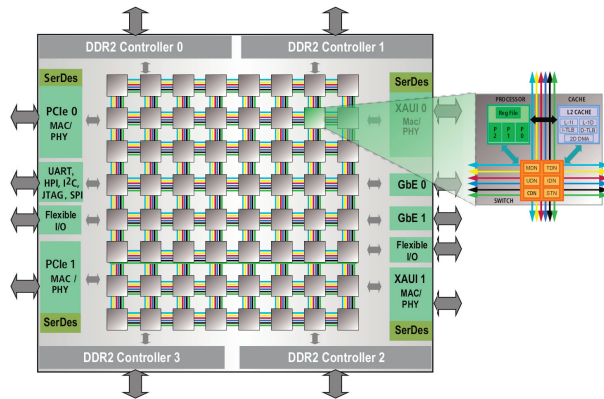 DDR2 Controller 0
DDR2 Controller 1
SerDes
PCIe 0
MAC/
PHY
UART,
HPI, I2C,
JTAG, SPI
Flexible
I/O
PCIe 1
MAC /
PHY
SerDes
SerDes
XAUI 0
MAC/
PHY
GbE 0
GbE 1
Flexible
I/O
XAUI 1
MAC/
PHY
SerDes
DDR2 Controller 3
DDR2 Controller 2
PROCESSOR
CACHE
Reg File
P
2
P
1
P
0
L2 CACHE
L-1I
L-1D
I-TLB
D-TLB
2D DMA
MDN
TDN
UDN
IDN
CDN
STN
SWITCH